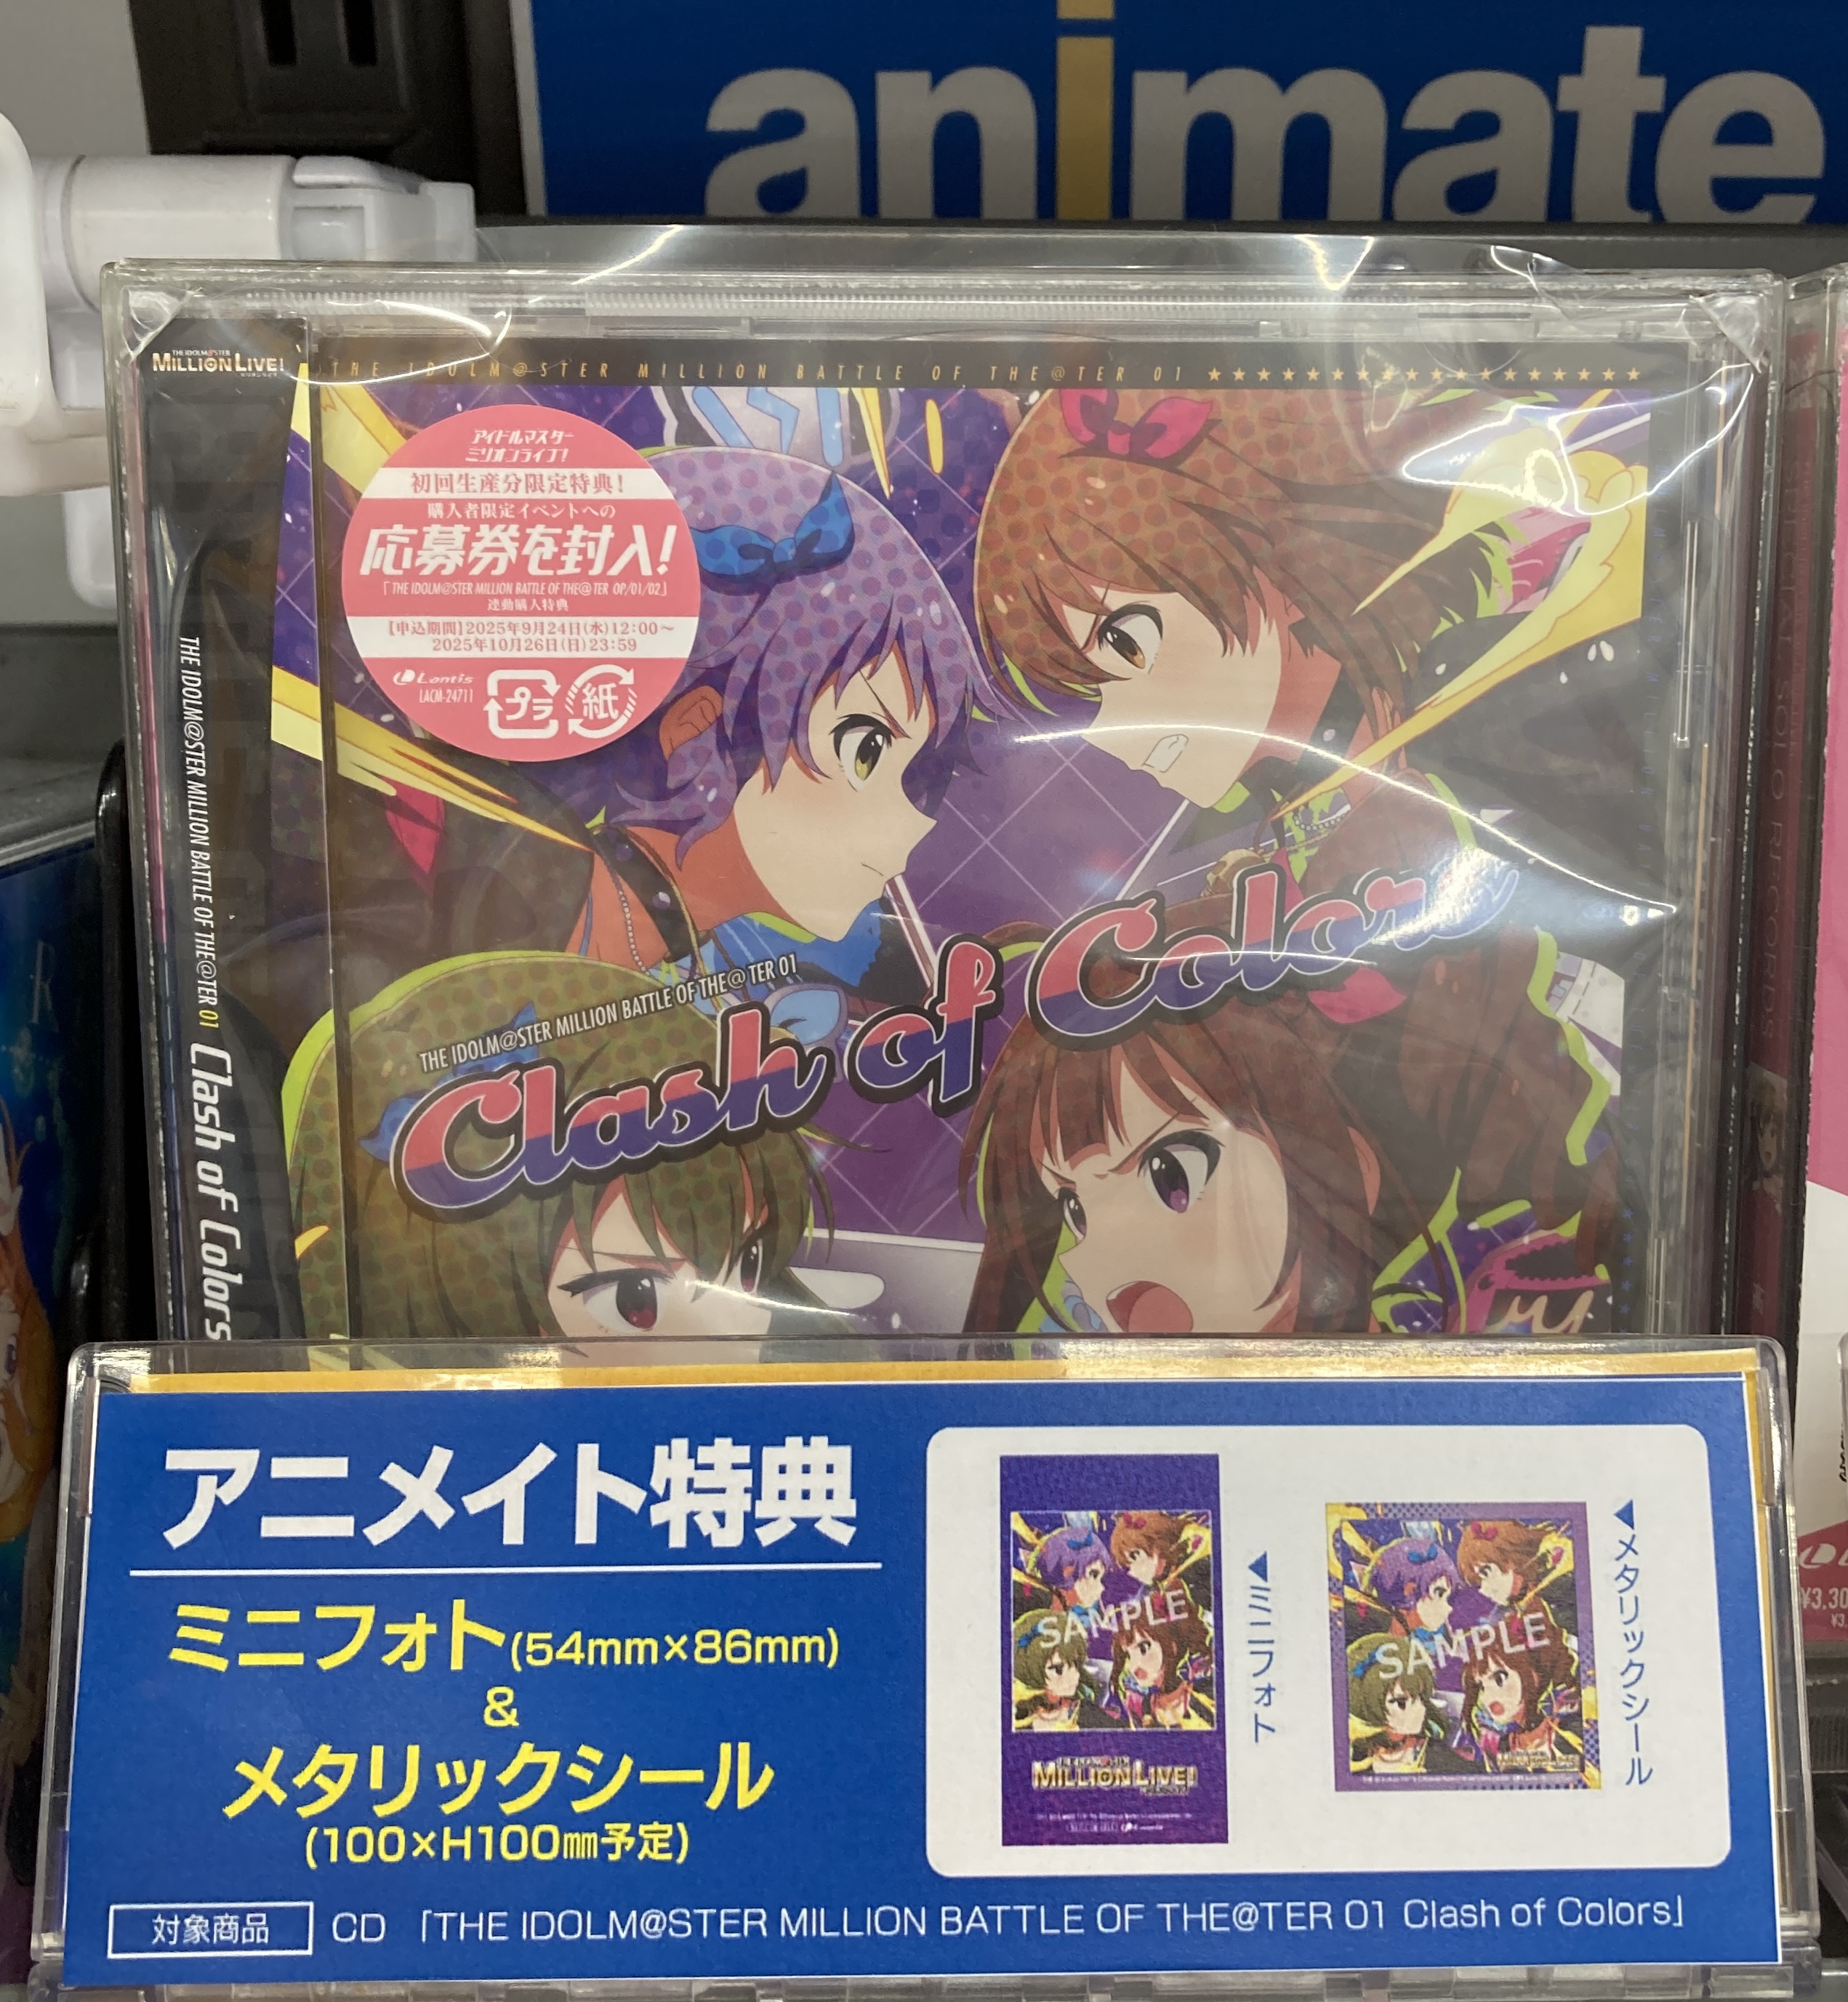 animate
THE IDOLM@STER
MILLION LIVE!
THE IDOLM@STER MILLION BATTLE OF THE@TER 01 ★★★★★★★★★★★★★★★★★★
アイドルマスター
ミリオンライブ!
初回生産分限定特典!
購入者限定イベントへの
応募券を封入!
「THE IDOLM@STER MILLION BATTLE OF THE@TER OP/01/02」
連動購入特典
【申込期間】2025年9月24日(水)12:00~
2025年10月26日(日)23:59
Lantis
LACM-24711
プラ
紙
THE IDOLM@STER MILLION BATTLE OF THE@TER 01 Clash of Colors
THE IDOLM@STER MILLION BATTLE OF THE@TER 01
Clash of Colors
アニメイト特典
ミニフォト(54mm×86mm)
&
メタリックシール
(100×H100㎜予定)
SAMPLE
MILLION LIVE!
◀ミニフォト
SAMPLE
◀メタリックシール
対象商品 CD 「THE IDOLM@STER MILLION BATTLE OF THE@TER 01 Clash of Colors」